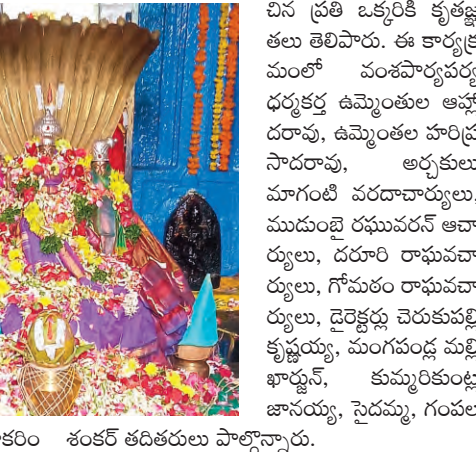 చిన ప్రతి ఒక్కరికి కృతజ్ఞ
తలు తెలిపారు. ఈ కార్యక్ర
మంలో వంశపార్యపర్య
ధర్మకర్త ఉమ్మెంతుల ఆహ్లా
దరావు, ఉమ్మెంతల హరిప్ర
సాదరావు, అర్చకులు
మాగంటి వరదాచార్యులు,
ముడుంబై రఘువరన్ ఆచా
ర్యులు, దరూరి రాఘవచా
ర్యులు, గోమఠం రాఘవచా
ర్యులు, డైరెక్టర్లు చెరుకుపల్లి
కృష్ణయ్య, మంగపండ్ల మల్లి
ఖార్జున్, కుమ్మరికుంట్ల
జానయ్య, సైదమ్మ, గంపల
కరిం శంకర్ తదితరులు పాల్గొన్నారు.